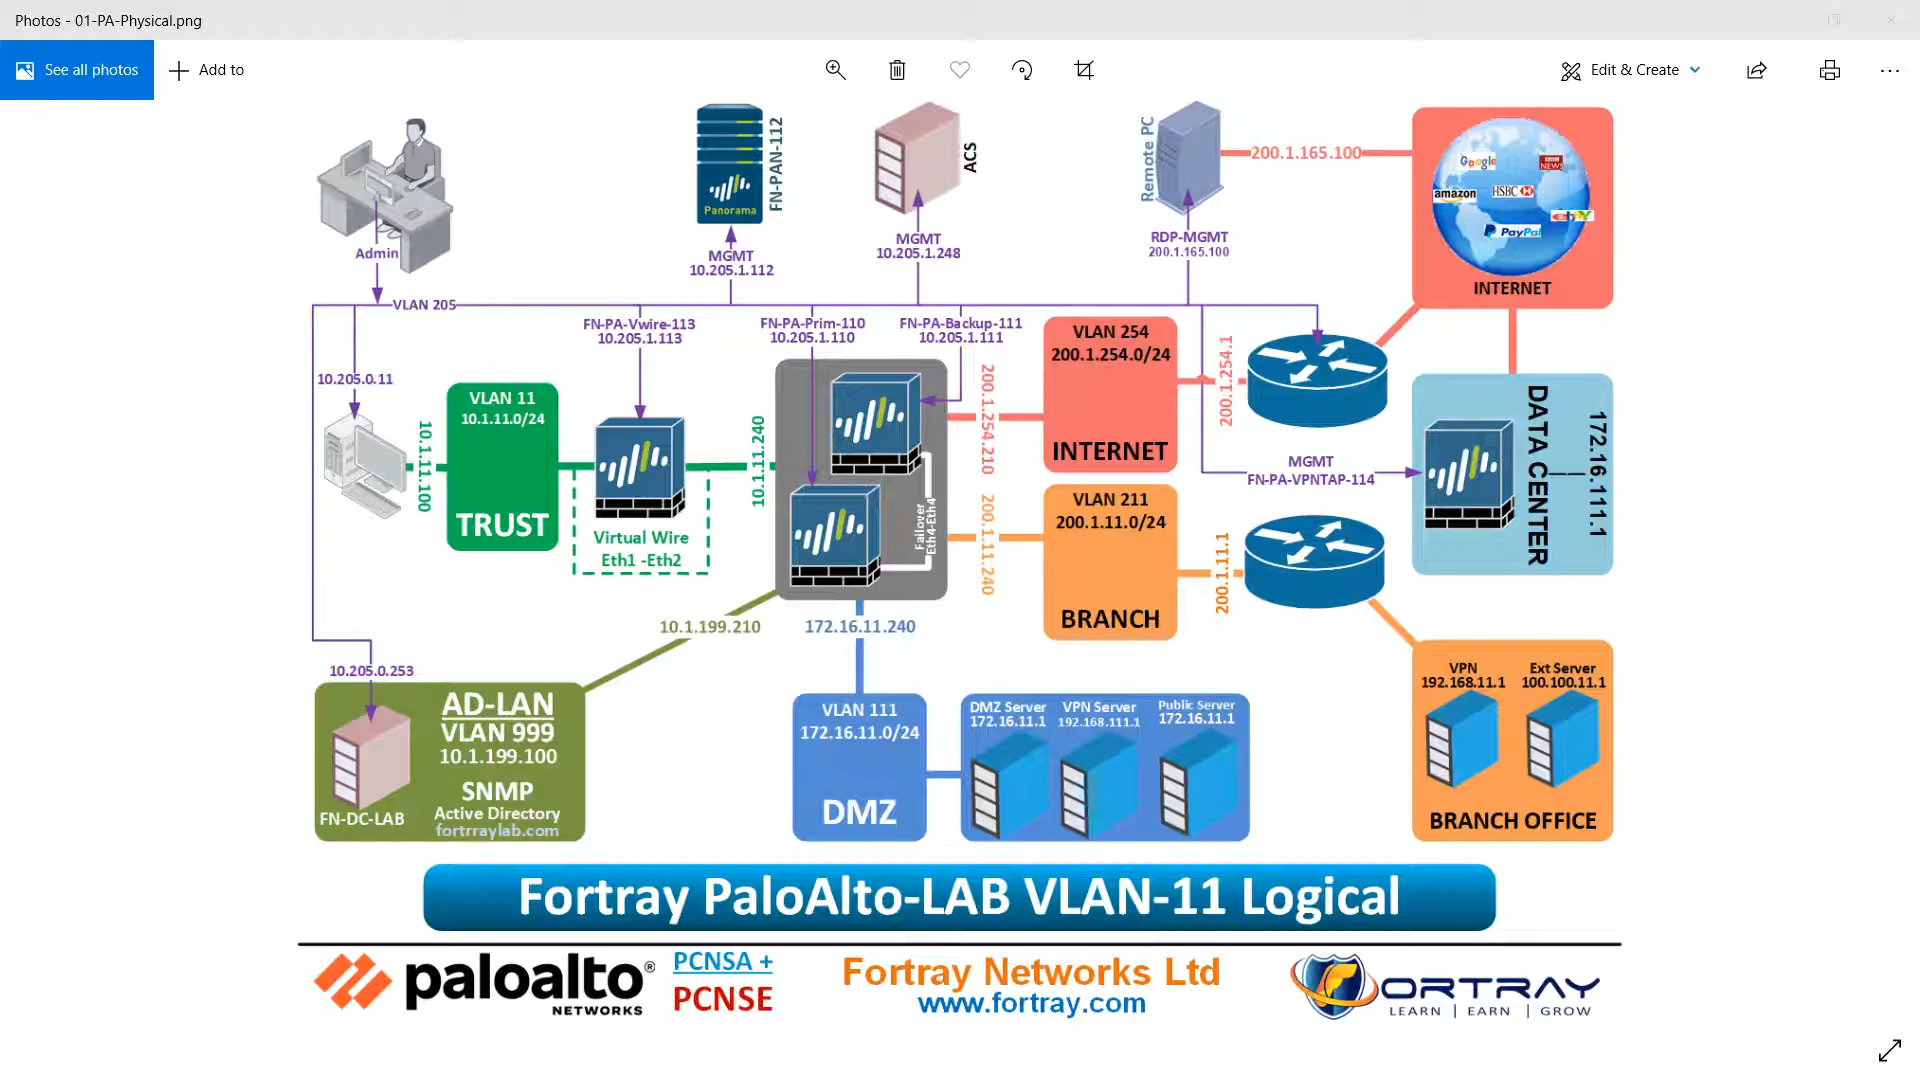 Photos - 01-PA-Physical.png
See all photos
Add to
Edit & Create
Admin
Panorama
FN-PAN-112
MGMT
10.205.1.112
ACS
MGMT
10.205.1.248
Remote PC
RDP-MGMT
200.1.165.100
200.1.165.100
Google
BBC
NEWS
amazon
HSBC
ebY
PayPal
INTERNET
VLAN 205
FN-PA-Vwire-113
10.205.1.113
FN-PA-Prim-110
10.205.1.110
FN-PA-Backup-111
10.205.1.111
10.205.0.11
10.1.11.100
VLAN 11
10.1.11.0/24
TRUST
Virtual Wire
Eth1 -Eth2
10.1.11.240
Failover
Eth4-Eth4
200.1.254.210
200.1.11.240
VLAN 254
200.1.254.0/24
INTERNET
200.1.254.1
VLAN 211
200.1.11.0/24
BRANCH
200.1.11.1
MGMT
FN-PA-VPNTAP-114
DATA CENTER
172.16.111.1
10.1.199.210
172.16.11.240
10.205.0.253
AD-LAN
VLAN 999
10.1.199.100
SNMP
Active Directory
fortrraylab.com
FN-DC-LAB
VLAN 111
172.16.11.0/24
DMZ
DMZ Server
172.16.11.1
VPN Server
192.168.111.1
Public Server
172.16.11.1
VPN
192.168.11.1
Ext Server
100.100.11.1
BRANCH OFFICE
Fortray PaloAlto-LAB VLAN-11 Logical
paloalto®
NETWORKS
PCNSA +
PCNSE
Fortray Networks Ltd
www.fortray.com
FORTRAY
LEARN | EARN | GROW